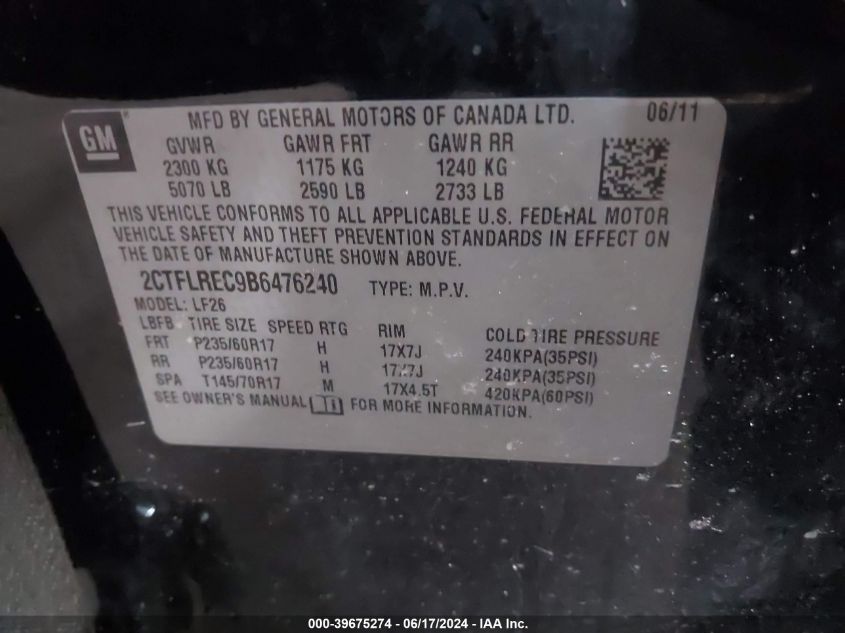 MFD BY GENERAL MOTORS OF CANADA LTD. 06/11
GM
GVWR GAWR FRT GAWR RR
2300 KG 1175 KG 1240 KG
5070 LB 2590 LB 2733 LB
THIS VEHICLE CONFORMS TO ALL APPLICABLE U.S. FEDERAL MOTOR
VEHICLE SAFETY AND THEFT PREVENTION STANDARDS IN EFFECT ON
THE DATE OF MANUFACTURE SHOWN ABOVE.
2CTFLREC9B6476240 TYPE: M.P.V.
MODEL: LF26
LBFB TIRE SIZE SPEED RTG RIM COLD TIRE PRESSURE
FRT P235/60R17 H 17X7J 240KPA(35PSI)
RR P235/60R17 H 17X7J 240KPA(35PSI)
SPA T145/70R17 M 17X4.5T 420KPA(60PSI)
SEE OWNER'S MANUAL FOR MORE INFORMATION.
000-39675274 - 06/17/2024 - IAA Inc.